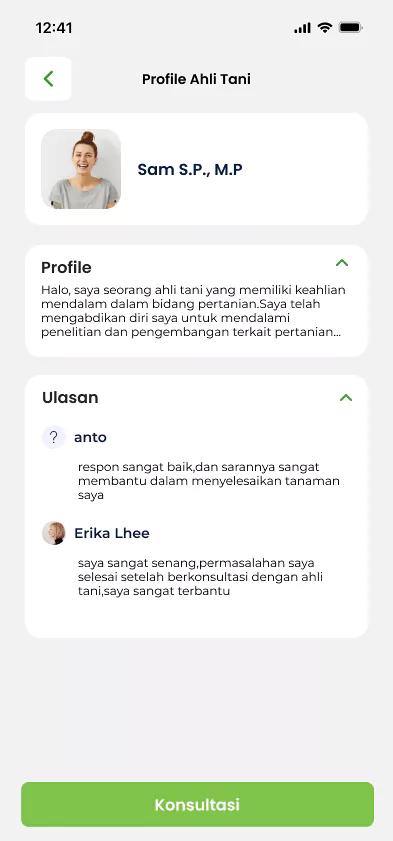 12:41
Profile Ahli Tani
Sam S.P., M.P
Profile
Halo, saya seorang ahli tani yang memiliki keahlian
mendalam dalam bidang pertanian.Saya telah
mengabdikan diri saya untuk mendalami
penelitian dan pengembangan terkait pertanian...
Ulasan
? anto
respon sangat baik,dan sarannya sangat
membantu dalam menyelesaikan tanaman
saya
Erika Lhee
saya sangat senang,permasalahan saya
selesai setelah berkonsultasi dengan ahli
tani,saya sangat terbantu
Konsultasi